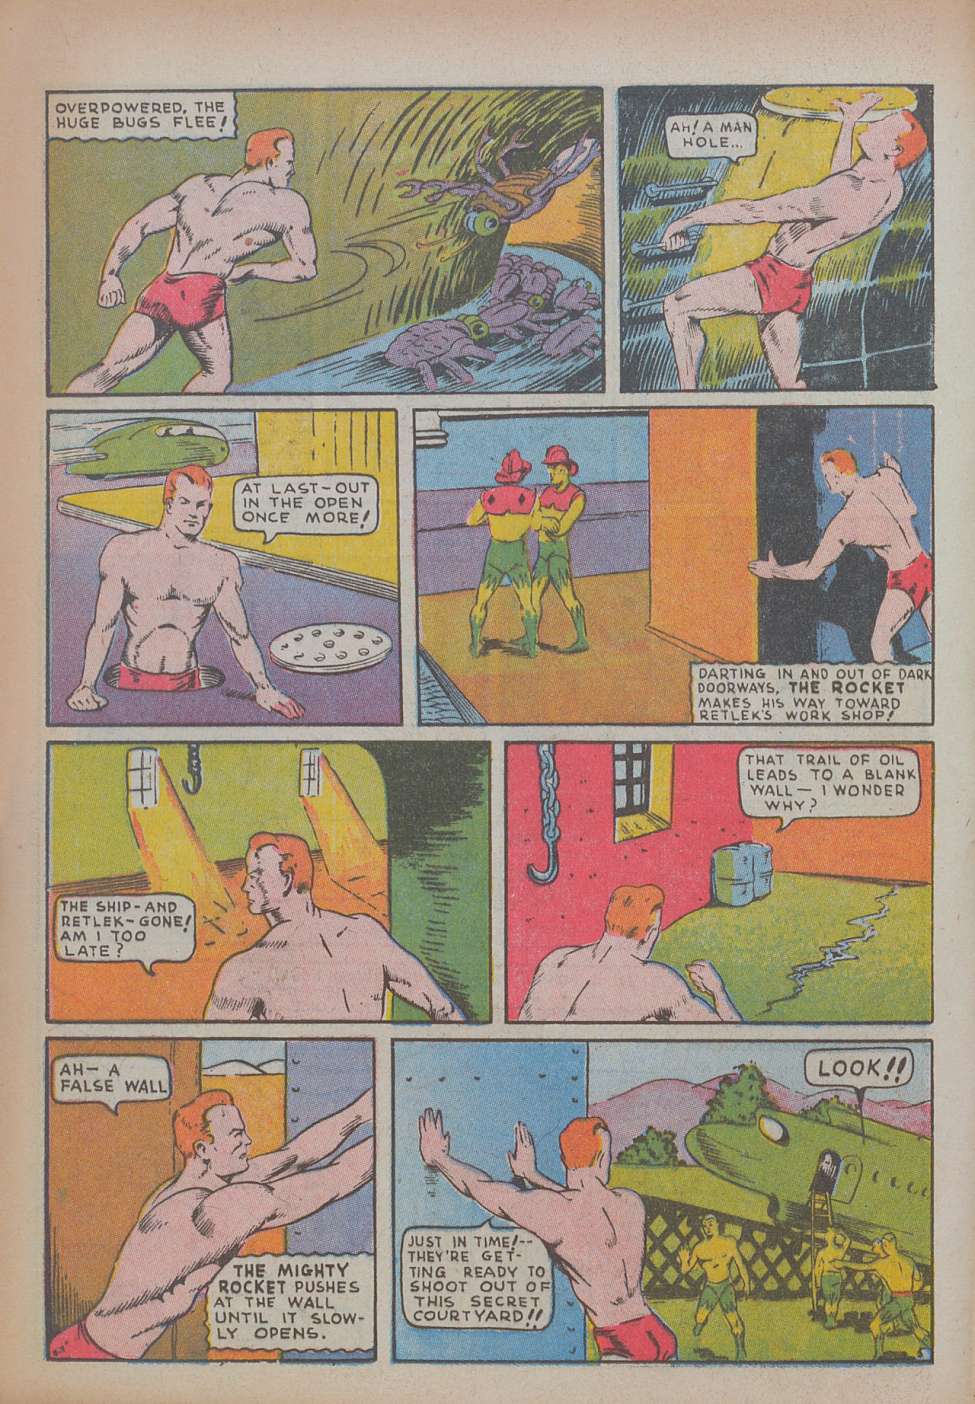 OVERPOWERED, THE
HUGE BUGS FLEE!
AH! A MAN
HOLE...
AT LAST—OUT
IN THE OPEN
ONCE MORE!
DARTING IN AND OUT OF DARK
DOORWAYS, THE ROCKET
MAKES HIS WAY TOWARD
RETLEK'S WORK SHOP!
THE SHIP—AND
RETLEK—GONE!
AM I TOO
LATE?
THAT TRAIL OF OIL
LEADS TO A BLANK
WALL— I WONDER
WHY?
AH— A
FALSE WALL
THE MIGHTY
ROCKET PUSHES
AT THE WALL
UNTIL IT SLOW-
LY OPENS.
LOOK!!
JUST IN TIME!--
THEY'RE GET-
TING READY TO
SHOOT OUT OF
THIS SECRET
COURTYARD!!